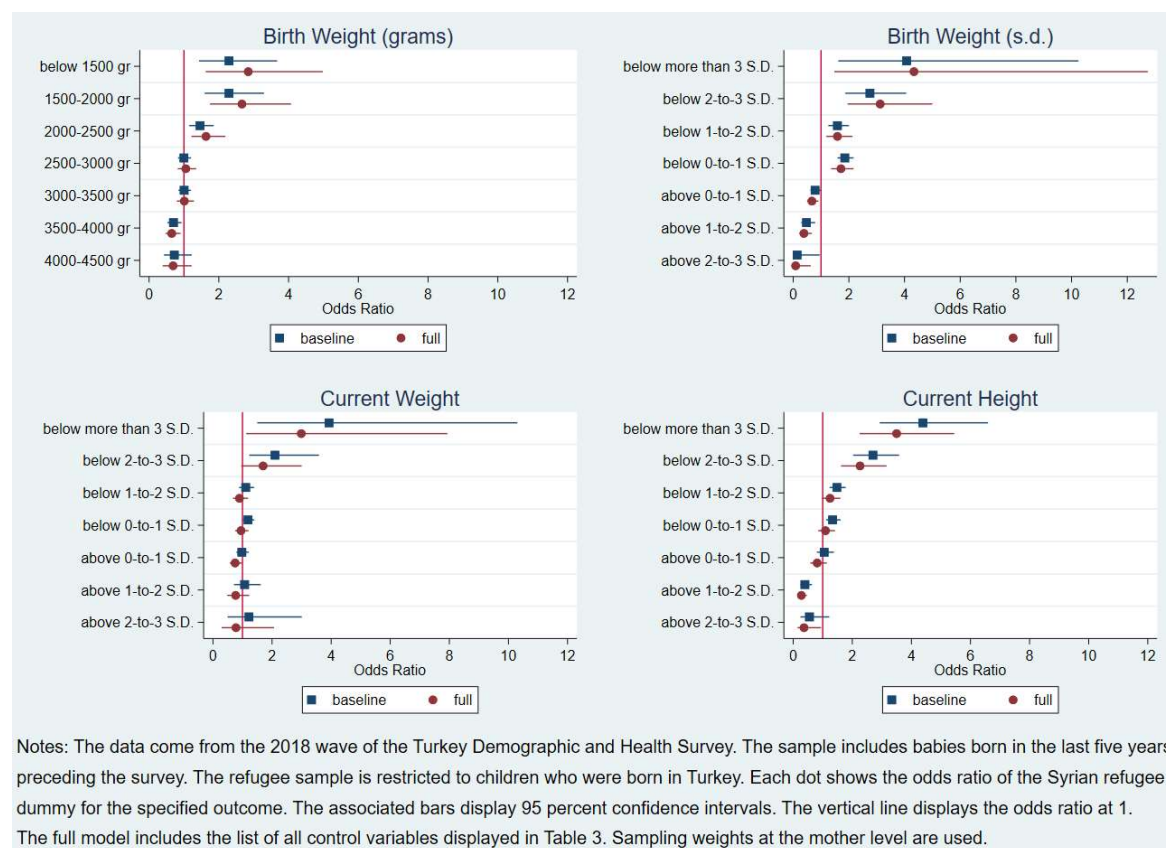 Birth Weight (grams)
below 1500 gr
1500-2000 gr
2000-2500 gr
2500-3000 gr
3000-3500 gr
3500-4000 gr
4000-4500 gr
0 2 4 6 8 10 12
Odds Ratio
baseline full
Birth Weight (s.d.)
below more than 3 S.D.
below 2-to-3 S.D.
below 1-to-2 S.D.
below 0-to-1 S.D.
above 0-to-1 S.D.
above 1-to-2 S.D.
above 2-to-3 S.D.
0 2 4 6 8 10 12
Odds Ratio
baseline full
Current Weight
below more than 3 S.D.
below 2-to-3 S.D.
below 1-to-2 S.D.
below 0-to-1 S.D.
above 0-to-1 S.D.
above 1-to-2 S.D.
above 2-to-3 S.D.
0 2 4 6 8 10 12
Odds Ratio
baseline full
Current Height
below more than 3 S.D.
below 2-to-3 S.D.
below 1-to-2 S.D.
below 0-to-1 S.D.
above 0-to-1 S.D.
above 1-to-2 S.D.
above 2-to-3 S.D.
0 2 4 6 8 10 12
Odds Ratio
baseline full
Notes: The data come from the 2018 wave of the Turkey Demographic and Health Survey. The sample includes babies born in the last five years
preceding the survey. The refugee sample is restricted to children who were born in Turkey. Each dot shows the odds ratio of the Syrian refugee
dummy for the specified outcome. The associated bars display 95 percent confidence intervals. The vertical line displays the odds ratio at 1.
The full model includes the list of all control variables displayed in Table 3. Sampling weights at the mother level are used.